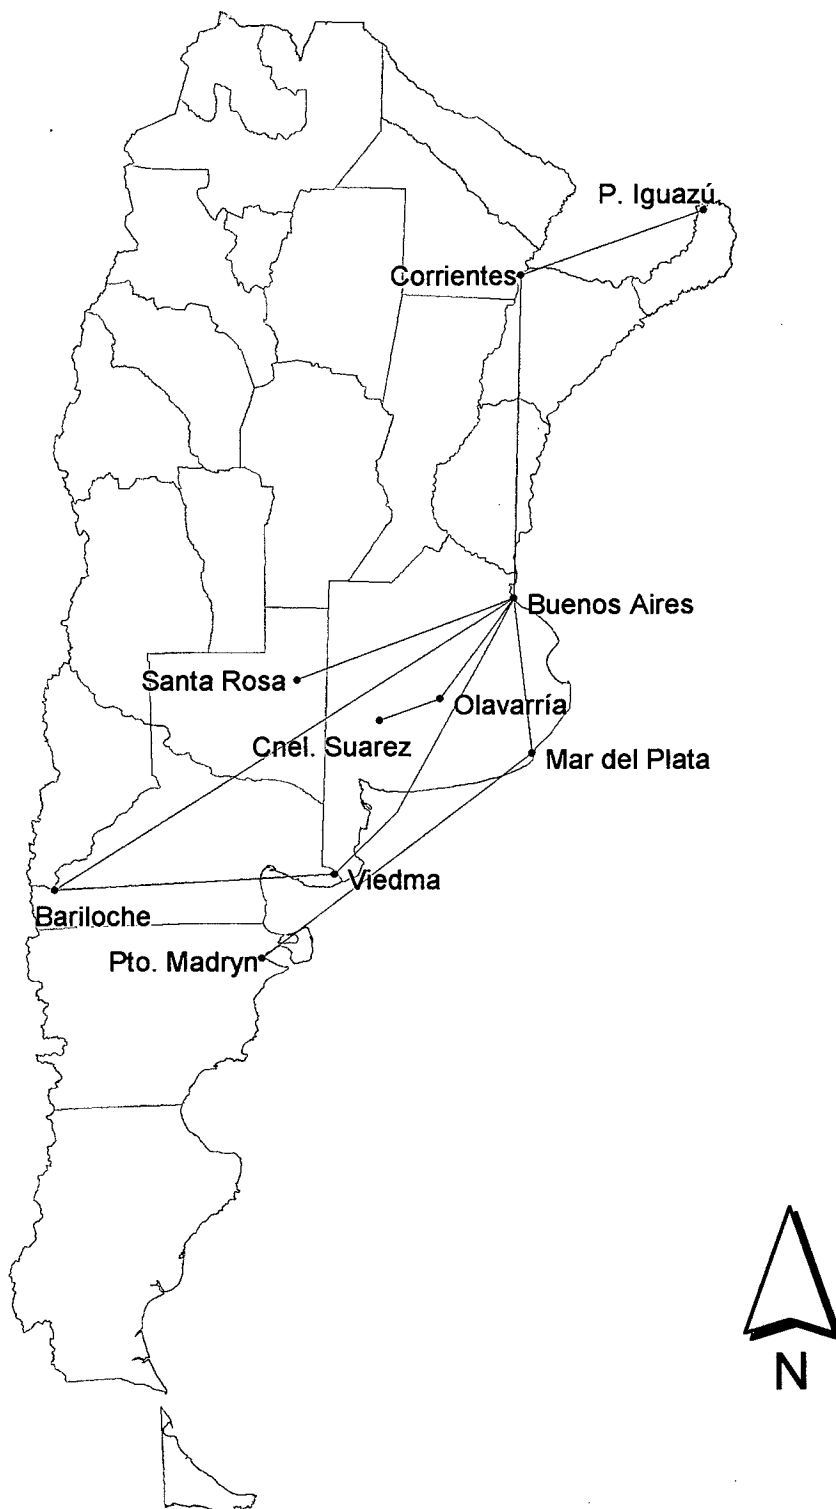 P. Iguazú
Corrientes
Buenos Aires
Santa Rosa
Olavarría
Cnel. Suarez
Mar del Plata
Viedma
Bariloche
Pto. Madryn
N